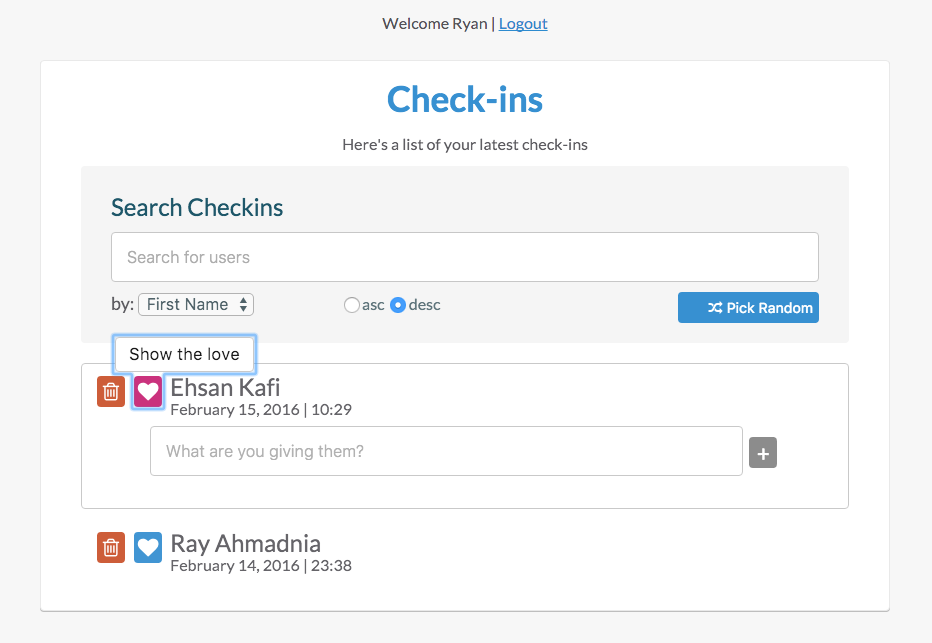 Welcome Ryan | Logout
Check-ins
Here's a list of your latest check-ins
Search Checkins
Search for users
by: First Name asc desc Pick Random
Show the love
Ehsan Kafi
February 15, 2016 | 10:29
What are you giving them? +
Ray Ahmadnia
February 14, 2016 | 23:38